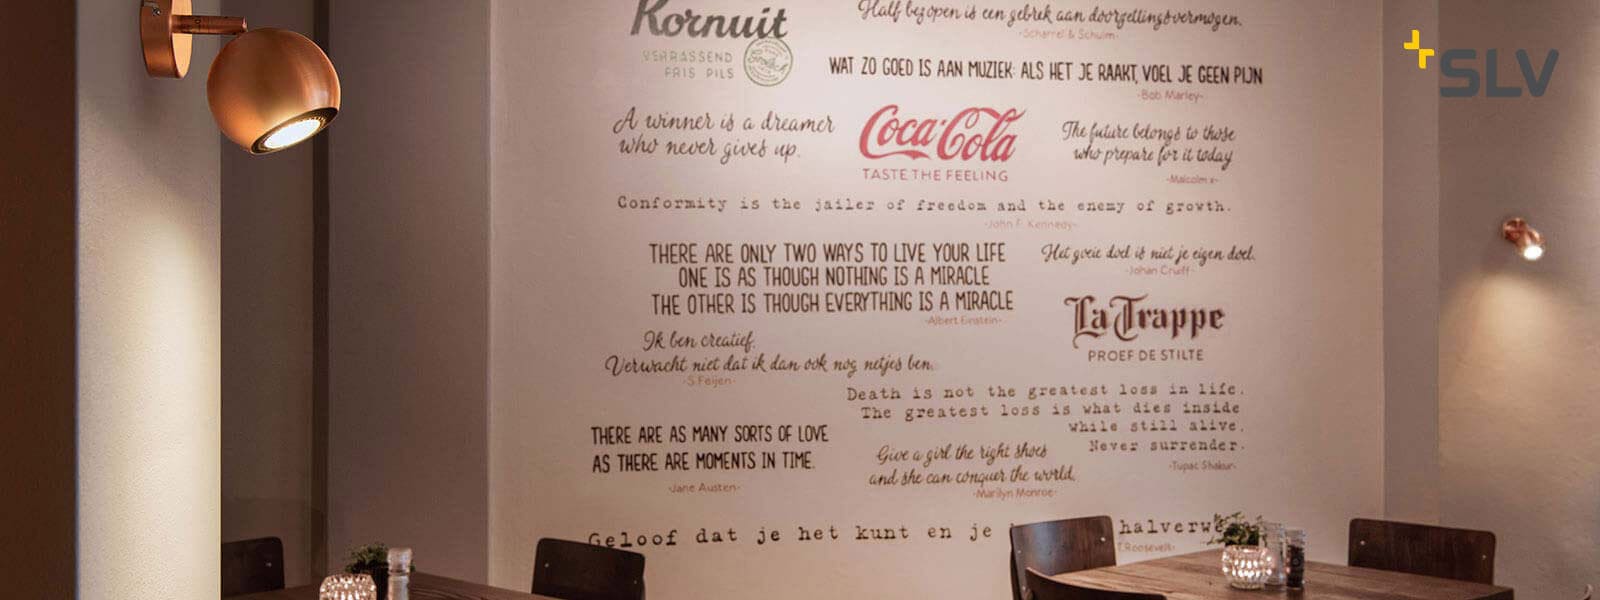 Kornuit
VERRASSEND
FRIS PILS
Half begonen is een gebrek aan doorzettingsvermogen.
-Scharrel & Schuim-
WAT ZO GOED IS AAN MUZIEK: ALS HET JE RAAKT, VOEL JE GEEN PIJN
-Bob Marley-
SLV
A winner is a dreamer
who never gives up.
Coca-Cola
TASTE THE FEELING
The future belongs to those
who prepare for it today
-Malcolm x-
Conformity is the jailer of freedom and the enemy of growth.
-John F. Kennedy-
THERE ARE ONLY TWO WAYS TO LIVE YOUR LIFE
ONE IS AS THOUGH NOTHING IS A MIRACLE
THE OTHER IS THOUGH EVERYTHING IS A MIRACLE
-Albert Einstein-
Het goeie doel is niet je eigen doel.
-Johan Cruiff-
La Trappe
PROEF DE STILTE
Ik ben creatief.
Verwacht niet dat ik dan ook nog netjes ben.
-S Feijen-
Death is not the greatest loss in life.
The greatest loss is what dies inside
while still alive.
Never surrender.
-Tupac Shakur-
THERE ARE AS MANY SORTS OF LOVE
AS THERE ARE MOMENTS IN TIME.
-Jane Austen-
Give a girl the right shoes
and she can conquer the world.
-Marilyn Monroe-
Geloof dat je het kunt en je halverwege
T.Roosevelt-